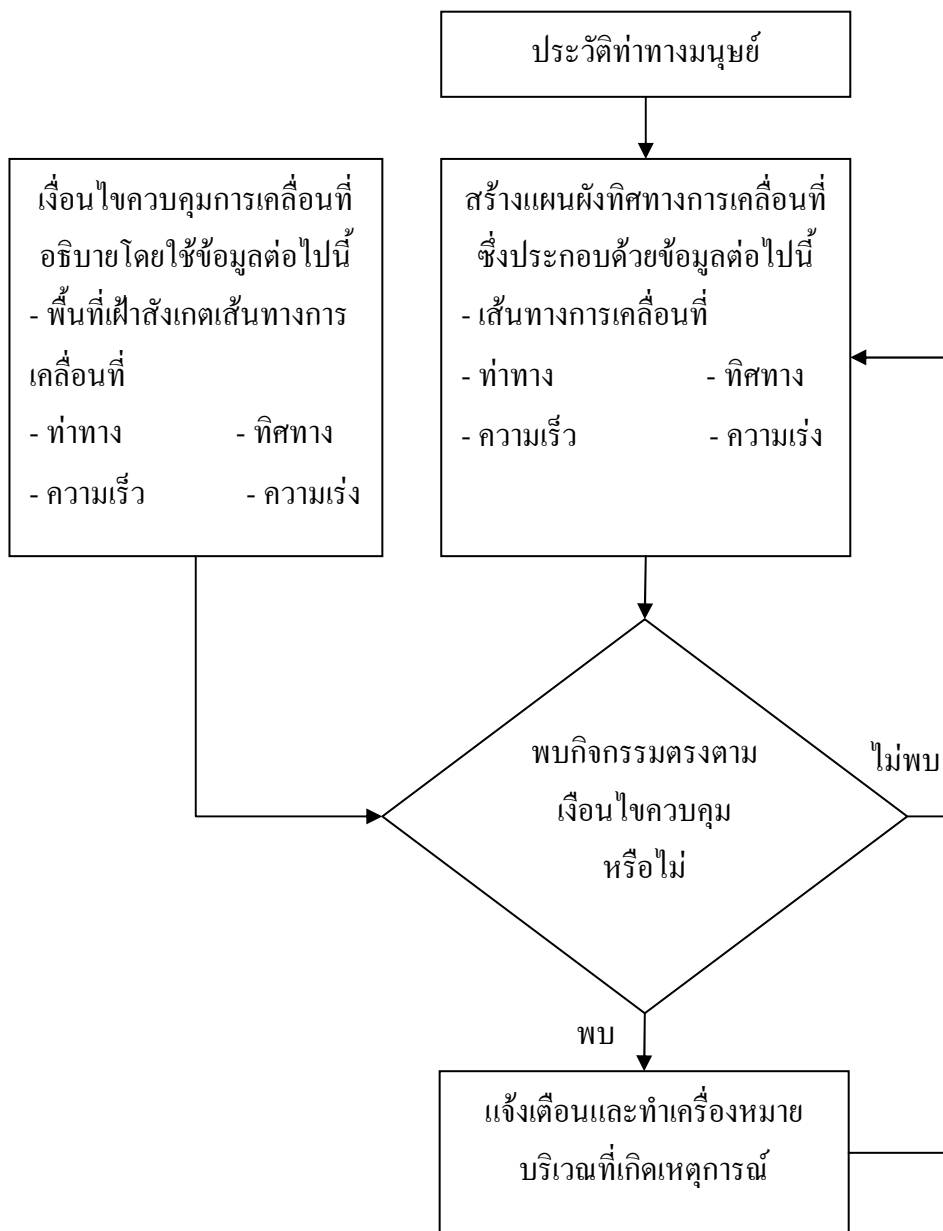 ประวัติท่าทางมนุษย์
เงื่อนไขควบคุมการเคลื่อนที่
อธิบายโดยใช้ข้อมูลต่อไปนี้
- พื้นที่เฝ้าสังเกตเส้นทางการ
เคลื่อนที่
- ท่าทาง - ทิศทาง
- ความเร็ว - ความเร่ง
สร้างแผนผังทิศทางการเคลื่อนที่
ซึ่งประกอบด้วยข้อมูลต่อไปนี้
- เส้นทางการเคลื่อนที่
- ท่าทาง - ทิศทาง
- ความเร็ว - ความเร่ง
พบกิจกรรมตรงตาม
เงือนไขควบคุม
หรือไม่
ไม่พบ
พบ
แจ้งเตือนและทำเครื่องหมาย
บริเวณที่เกิดเหตุการณ์